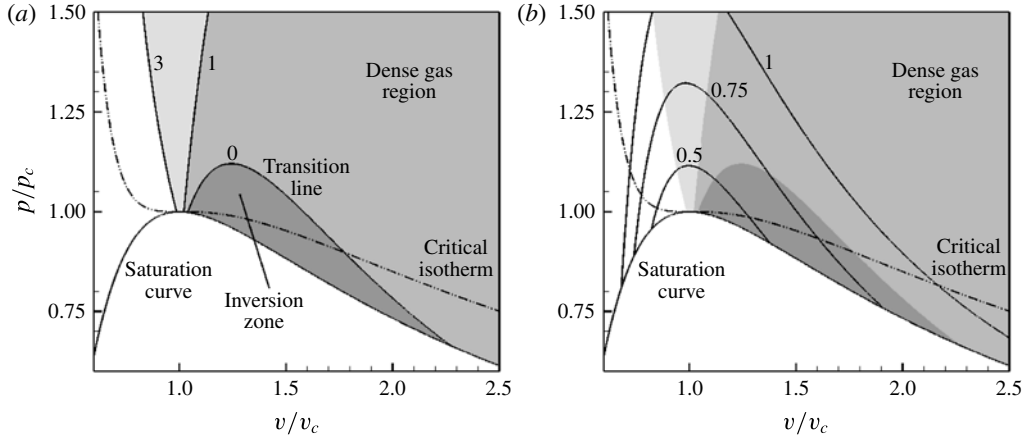 (a)
1.50
1.25
1.00
0.75
p/p_c
3
1
0
Dense gas
region
Transition
line
Critical
isotherm
Saturation
curve
Inversion
zone
1.0 1.5 2.0 2.5
v/v_c
(b)
1.50
1.25
1.00
0.75
1
0.75
0.5
Dense gas
region
Critical
isotherm
Saturation
curve
1.0 1.5 2.0 2.5
v/v_c